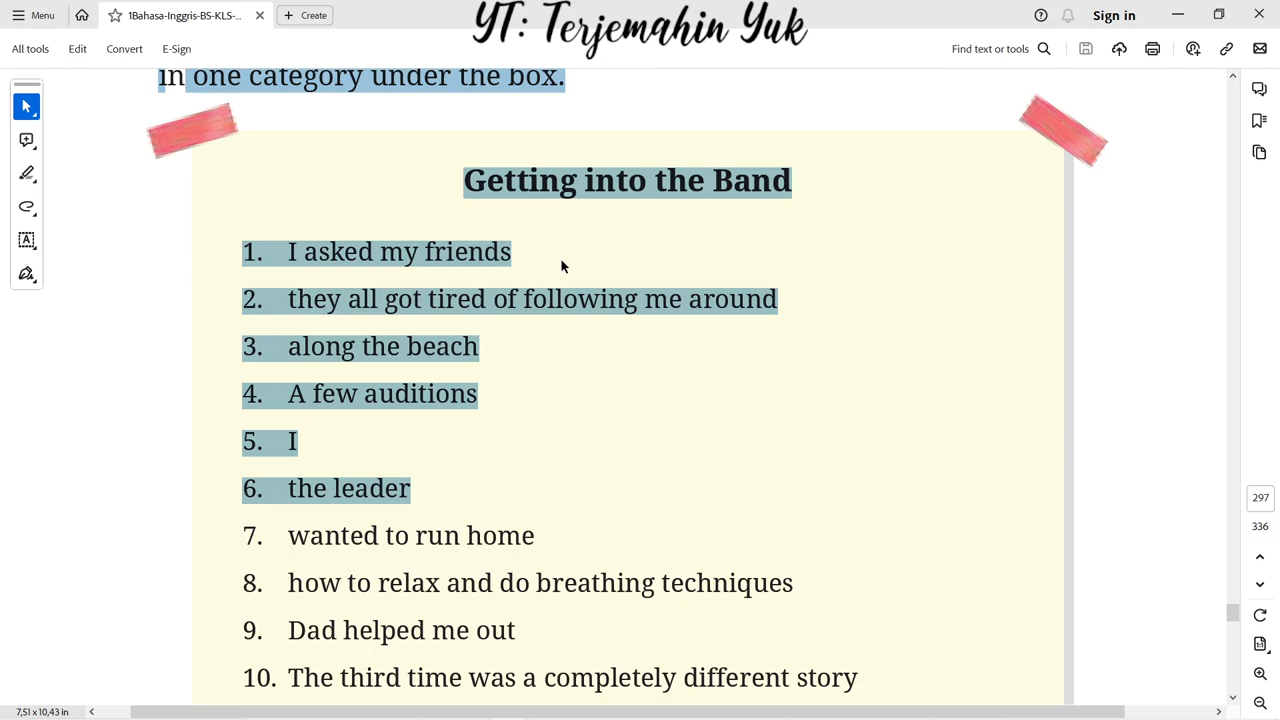 Menu
1Bahasa-Inggris-BS-KLS-...
Create
YT: Terjemahin Yuk
Sign in
All tools
Edit
Convert
E-Sign
Find text or tools
in one category under the box.
Getting into the Band
1. I asked my friends
2. they all got tired of following me around
3. along the beach
4. A few auditions
5. I
6. the leader
7. wanted to run home
8. how to relax and do breathing techniques
9. Dad helped me out
10. The third time was a completely different story
297
336
7,51 x 10,43 in